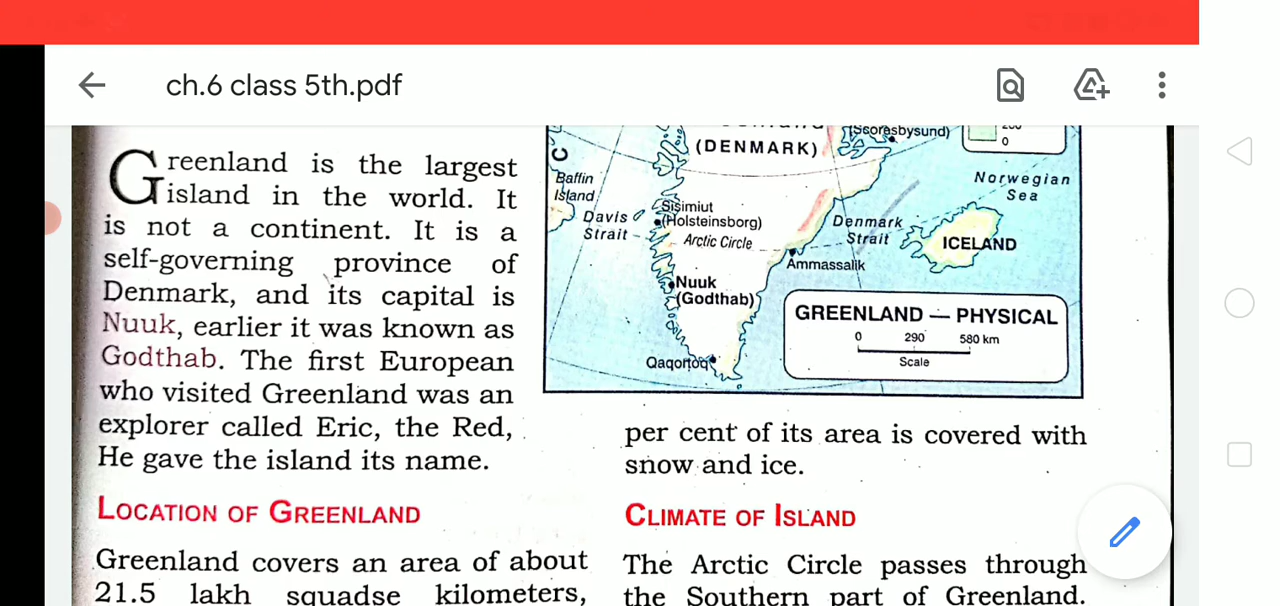 ch.6 class 5th.pdf
Greenland is the largest
island in the world. It
is not a continent. It is a
self-governing province of
Denmark, and its capital is
Nuuk, earlier it was known as
Godthab. The first European
who visited Greenland was an
explorer called Eric, the Red,
He gave the island its name.
LOCATION OF GREENLAND
Greenland covers an area of about
21.5 lakh squadse kilometers,
(DENMARK)
(Scoresbysund)
0
Baffin
Island
Davis
Strait
Sisimiut
(Holsteinsborg)
Arctic Circle
Norwegian
Sea
Denmark
Strait
ICELAND
Ammassalik
Nuuk
(Godthab)
Qaqortoq
GREENLAND — PHYSICAL
0 290 580 km
Scale
per cent of its area is covered with
snow and ice.
CLIMATE OF ISLAND
The Arctic Circle passes through
the Southern part of Greenland.